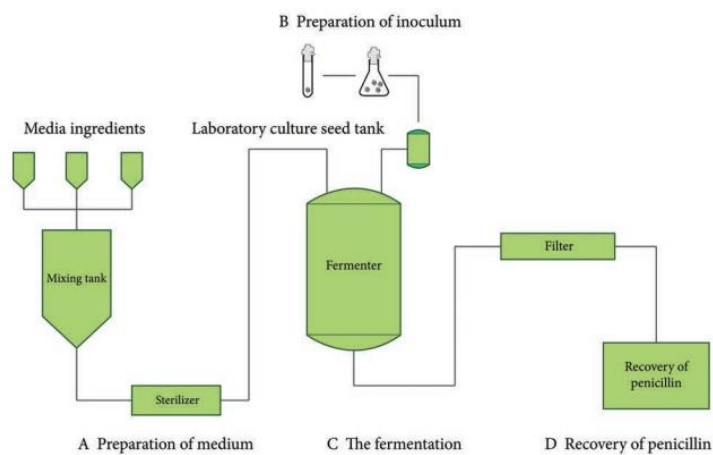 B Preparation of inoculum
Media ingredients
Laboratory culture seed tank
Mixing tank
Fermenter
Filter
Sterilizer
Recovery of
penicillin
A Preparation of medium
C The fermentation
D Recovery of penicillin